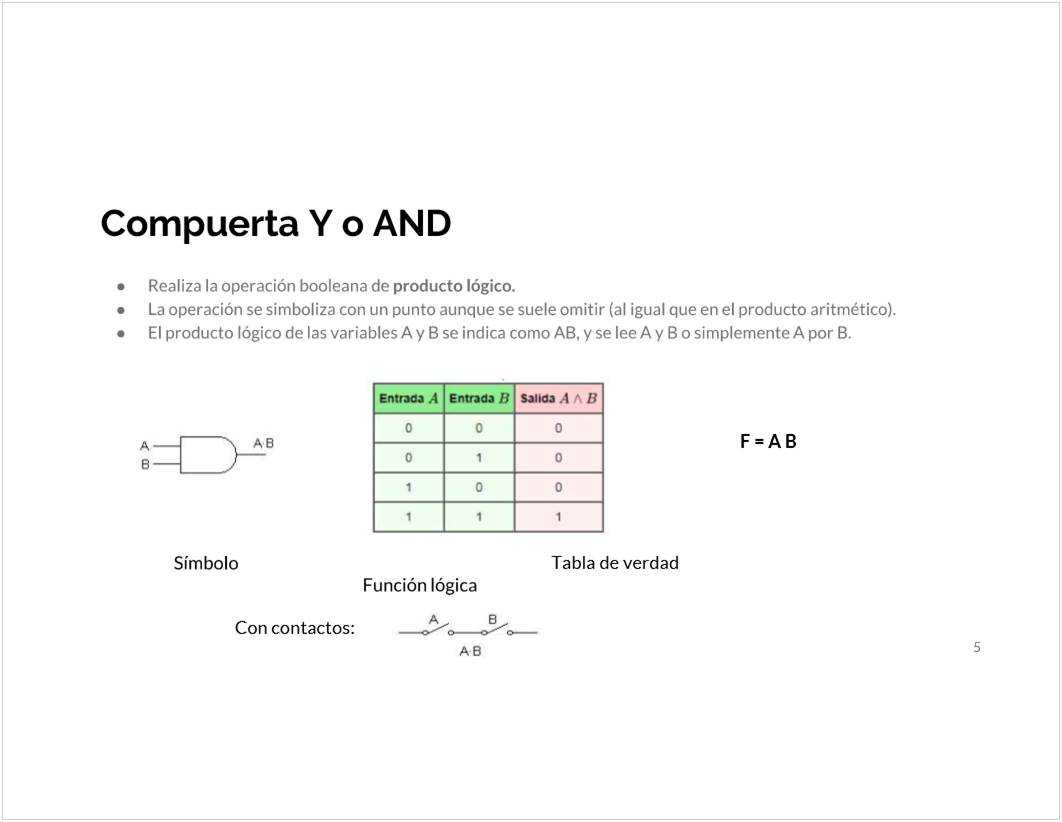 Compuerta Y o AND
● Realiza la operación booleana de producto lógico.
● La operación se simboliza con un punto aunque se suele omitir (al igual que en el producto aritmético).
● El producto lógico de las variables A y B se indica como AB, y se lee A y B o simplemente A por B.
A
B
A·B
Entrada A Entrada B Salida A ∧ B
0 0 0
0 1 0
1 0 0
1 1 1
F = A B
Símbolo
Tabla de verdad
Función lógica
Con contactos:
A B
A·B
5